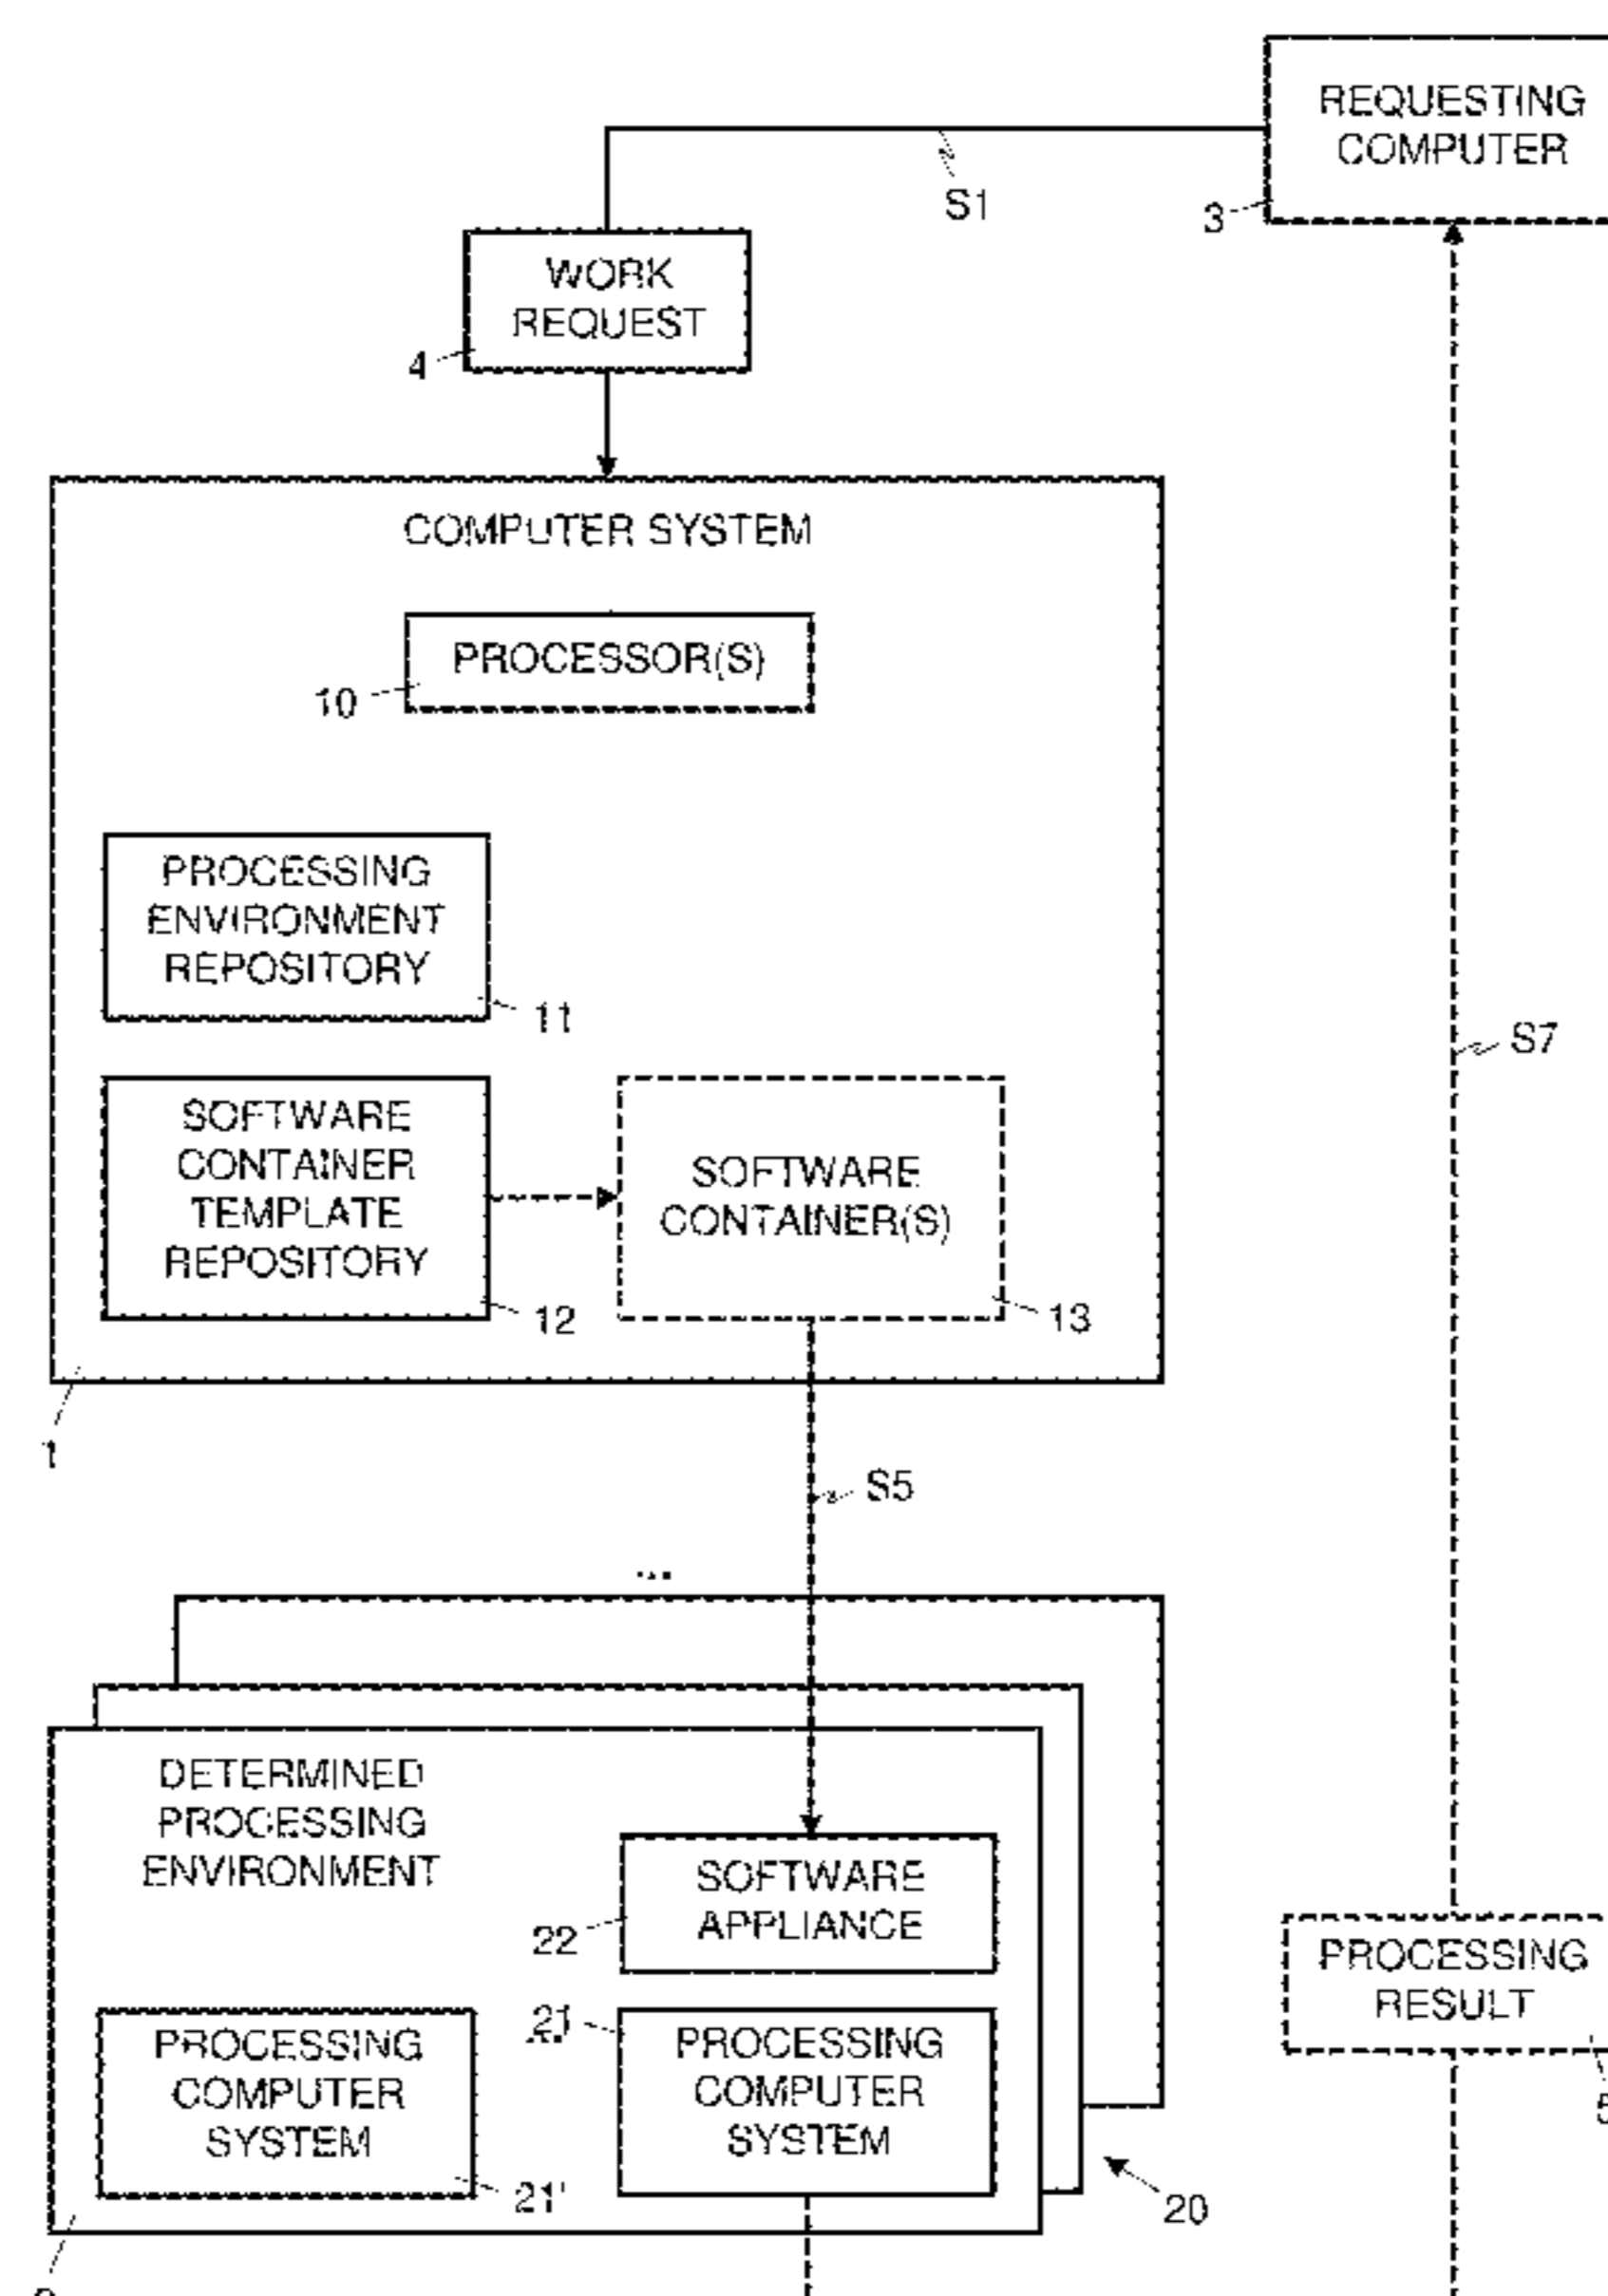 REQUESTING
COMPUTER
3
S1
WORK
REQUEST
4
COMPUTER SYSTEM
PROCESSOR(S)
10
PROCESSING
ENVIRONMENT
REPOSITORY
11
SOFTWARE
CONTAINER
TEMPLATE
REPOSITORY
12
SOFTWARE
CONTAINER(S)
13
1
S7
S5
...
DETERMINED
PROCESSING
ENVIRONMENT
SOFTWARE
APPLIANCE
22
PROCESSING
COMPUTER
SYSTEM
21'
21
PROCESSING
COMPUTER
SYSTEM
20
PROCESSING
RESULT